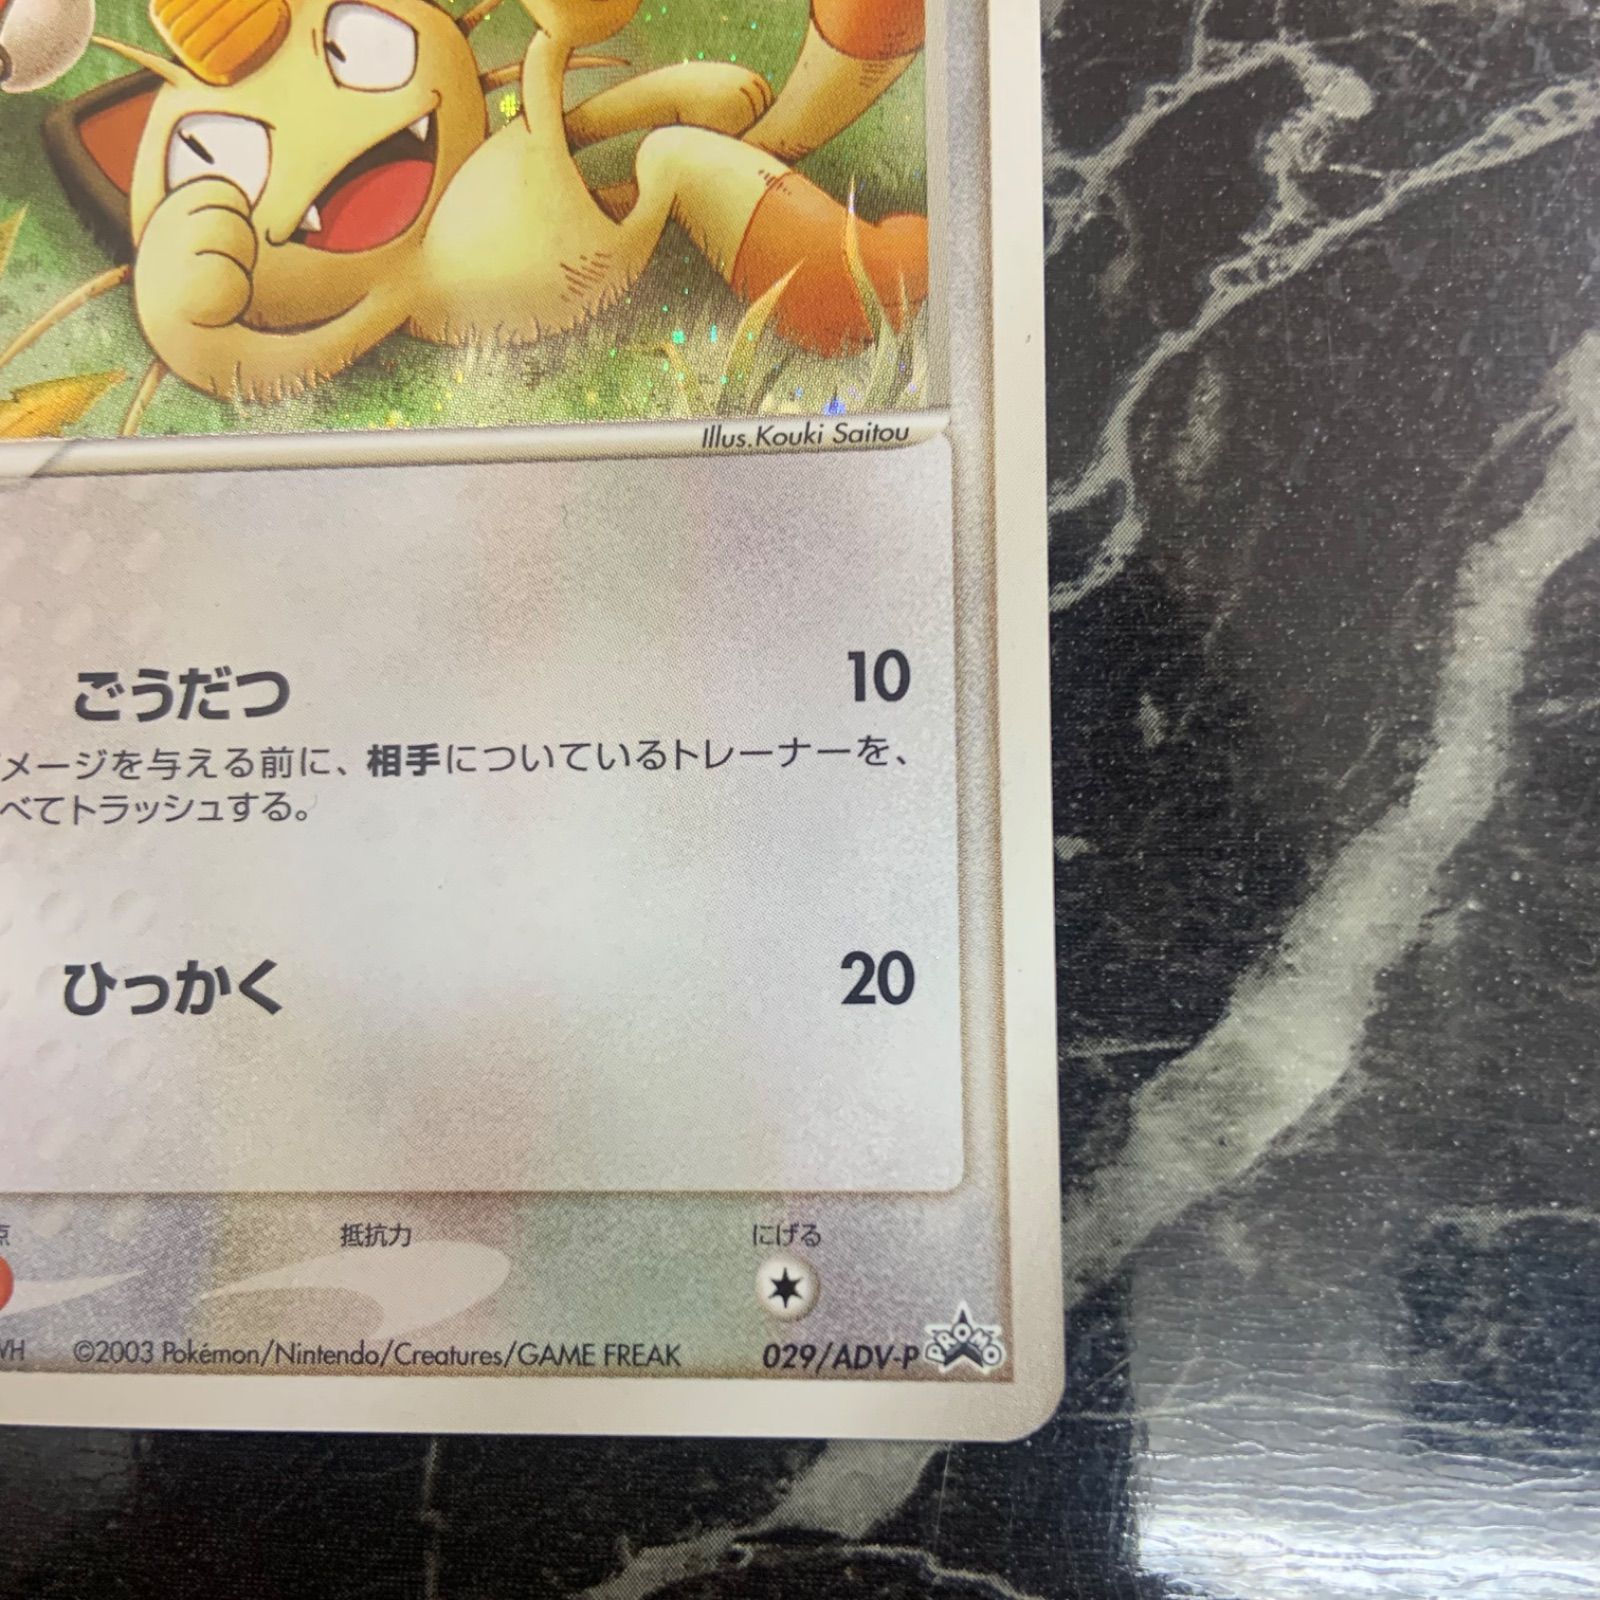 Illus.Kouki Saitou
ごうだつ 10
メージを与える前に、相手についているトレーナーを、
べてトラッシュする。
ひっかく 20
点 抵抗力 にげる
©2003 Pokémon/Nintendo/Creatures/GAME FREAK 029/ADV-P PROMO